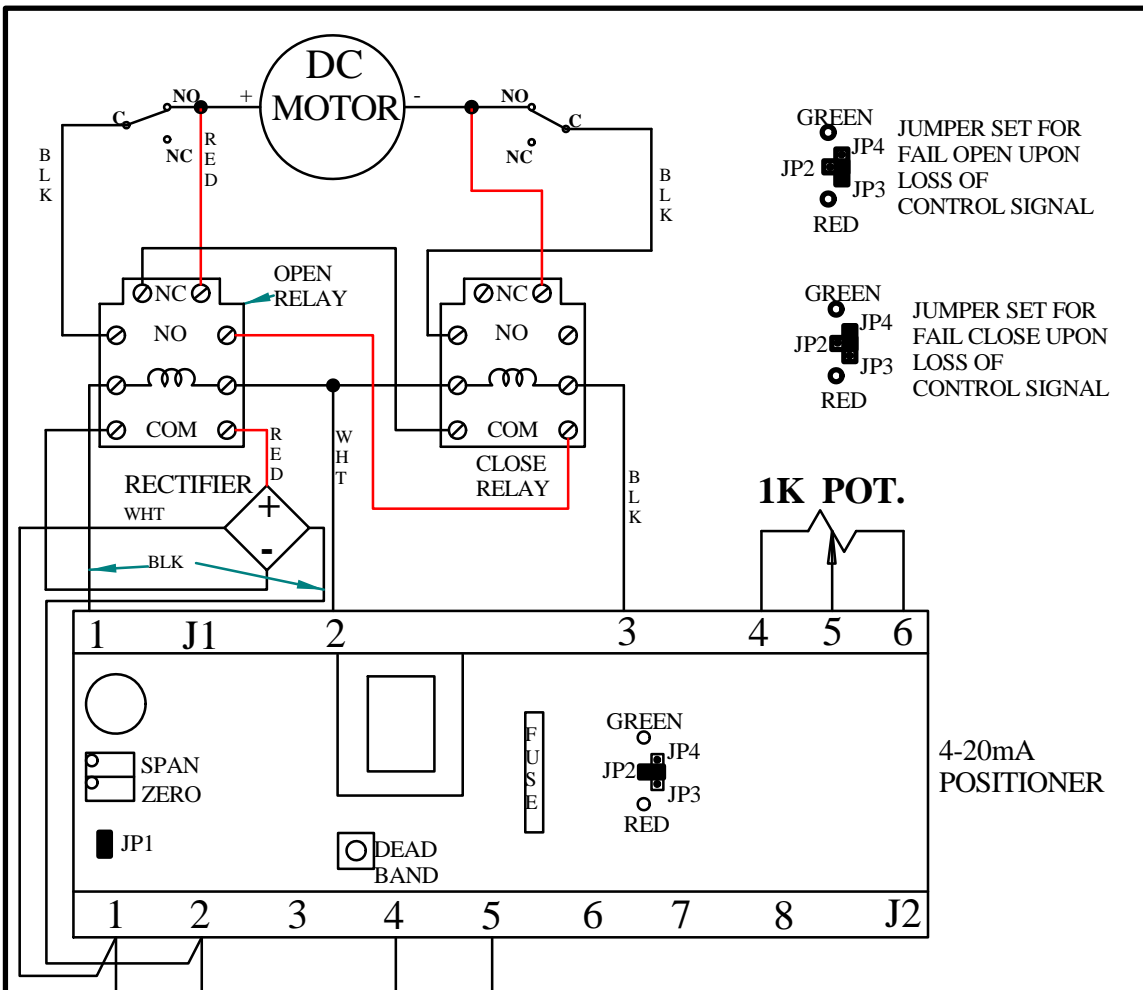 DC
MOTOR
+
-
NO
C
NC
NO
C
NC
BLK
RED
BLK
GREEN
JP4
JP2
JP3
RED
JUMPER SET FOR
FAIL OPEN UPON
LOSS OF
CONTROL SIGNAL
NC
OPEN
RELAY
NO
COM
NC
NO
COM
CLOSE
RELAY
GREEN
JP4
JP2
JP3
RED
JUMPER SET FOR
FAIL CLOSE UPON
LOSS OF
CONTROL SIGNAL
RED
WHT
BLK
RECTIFIER
WHT
+
-
BLK
1K POT.
1 J1 2 3 4 5 6
SPAN
ZERO
JP1
DEAD
BAND
FUSE
GREEN
JP4
JP2
JP3
RED
4-20mA
POSITIONER
1 2 3 4 5 6 7 8 J2